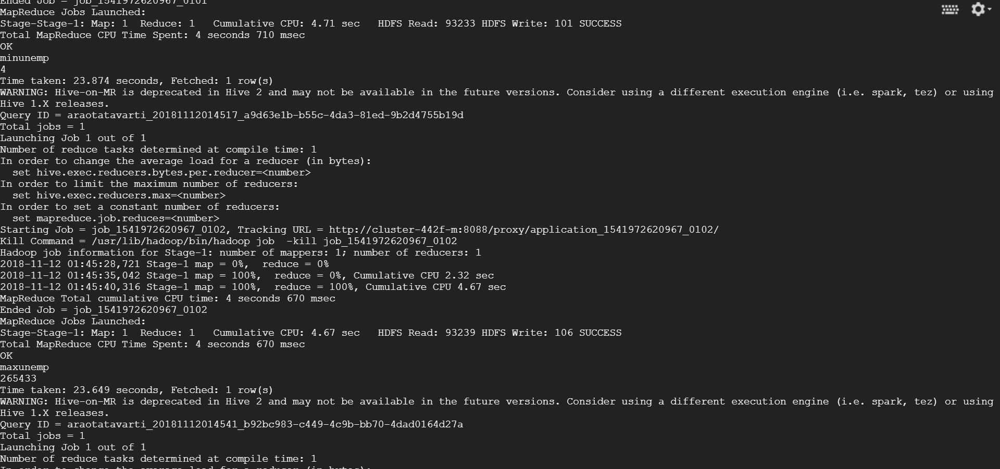 Ended Job = job_1541972620967_0101
MapReduce Jobs Launched:
Stage-Stage-1: Map: 1  Reduce: 1   Cumulative CPU: 4.71 sec   HDFS Read: 93233 HDFS Write: 101 SUCCESS
Total MapReduce CPU Time Spent: 4 seconds 710 msec
OK
minunemp
4
Time taken: 23.874 seconds, Fetched: 1 row(s)
WARNING: Hive-on-MR is deprecated in Hive 2 and may not be available in the future versions. Consider using a different execution engine (i.e. spark, tez) or using
Hive 1.X releases.
Query ID = araotatavarti_20181112014517_a9d63e1b-b55c-4da3-81ed-9b2d4755b19d
Total jobs = 1
Launching Job 1 out of 1
Number of reduce tasks determined at compile time: 1
In order to change the average load for a reducer (in bytes):
  set hive.exec.reducers.bytes.per.reducer=<number>
In order to limit the maximum number of reducers:
  set hive.exec.reducers.max=<number>
In order to set a constant number of reducers:
  set mapreduce.job.reduces=<number>
Starting Job = job_1541972620967_0102, Tracking URL = http://cluster-442f-m:8088/proxy/application_1541972620967_0102/
Kill Command = /usr/lib/hadoop/bin/hadoop job  -kill job_1541972620967_0102
Hadoop job information for Stage-1: number of mappers: 1; number of reducers: 1
2018-11-12 01:45:28,721 Stage-1 map = 0%,  reduce = 0%
2018-11-12 01:45:35,042 Stage-1 map = 100%,  reduce = 0%, Cumulative CPU 2.32 sec
2018-11-12 01:45:40,316 Stage-1 map = 100%,  reduce = 100%, Cumulative CPU 4.67 sec
MapReduce Total cumulative CPU time: 4 seconds 670 msec
Ended Job = job_1541972620967_0102
MapReduce Jobs Launched:
Stage-Stage-1: Map: 1  Reduce: 1   Cumulative CPU: 4.67 sec   HDFS Read: 93239 HDFS Write: 106 SUCCESS
Total MapReduce CPU Time Spent: 4 seconds 670 msec
OK
maxunemp
265433
Time taken: 23.649 seconds, Fetched: 1 row(s)
WARNING: Hive-on-MR is deprecated in Hive 2 and may not be available in the future versions. Consider using a different execution engine (i.e. spark, tez) or using
Hive 1.X releases.
Query ID = araotatavarti_20181112014541_b92bc983-c449-4c9b-bb70-4dad0164d27a
Total jobs = 1
Launching Job 1 out of 1
Number of reduce tasks determined at compile time: 1
In order to change the average load for a reducer (in bytes):